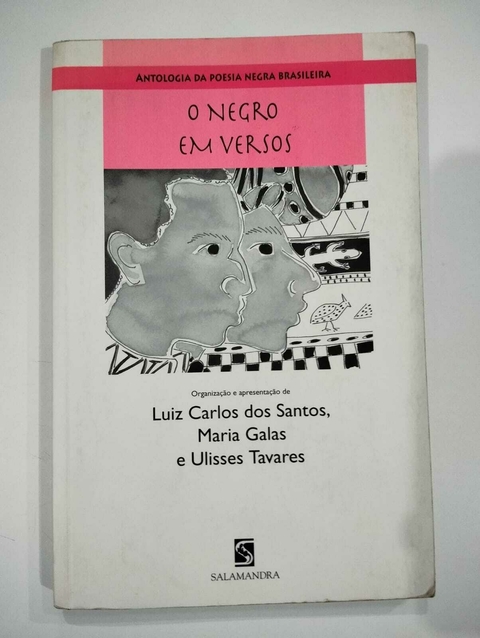 ANTOLOGIA DA POESIA NEGRA BRASILEIRA
O NEGRO
EM VERSOS
Organização e apresentação de
Luiz Carlos dos Santos,
Maria Galas
e Ulisses Tavares
SALAMANDRA